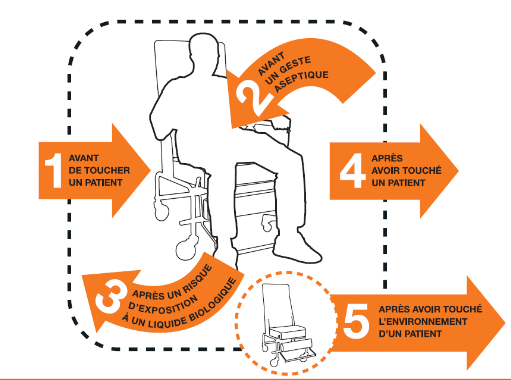 1
AVANT
DE TOUCHER
UN PATIENT
2
AVANT
UN GESTE
ASEPTIQUE
3
APRÈS UN RISQUE
D'EXPOSITION
À UN LIQUIDE BIOLOGIQUE
4
APRÈS
AVOIR TOUCHÉ
UN PATIENT
5
APRÈS AVOIR TOUCHÉ
L'ENVIRONNEMENT
D'UN PATIENT